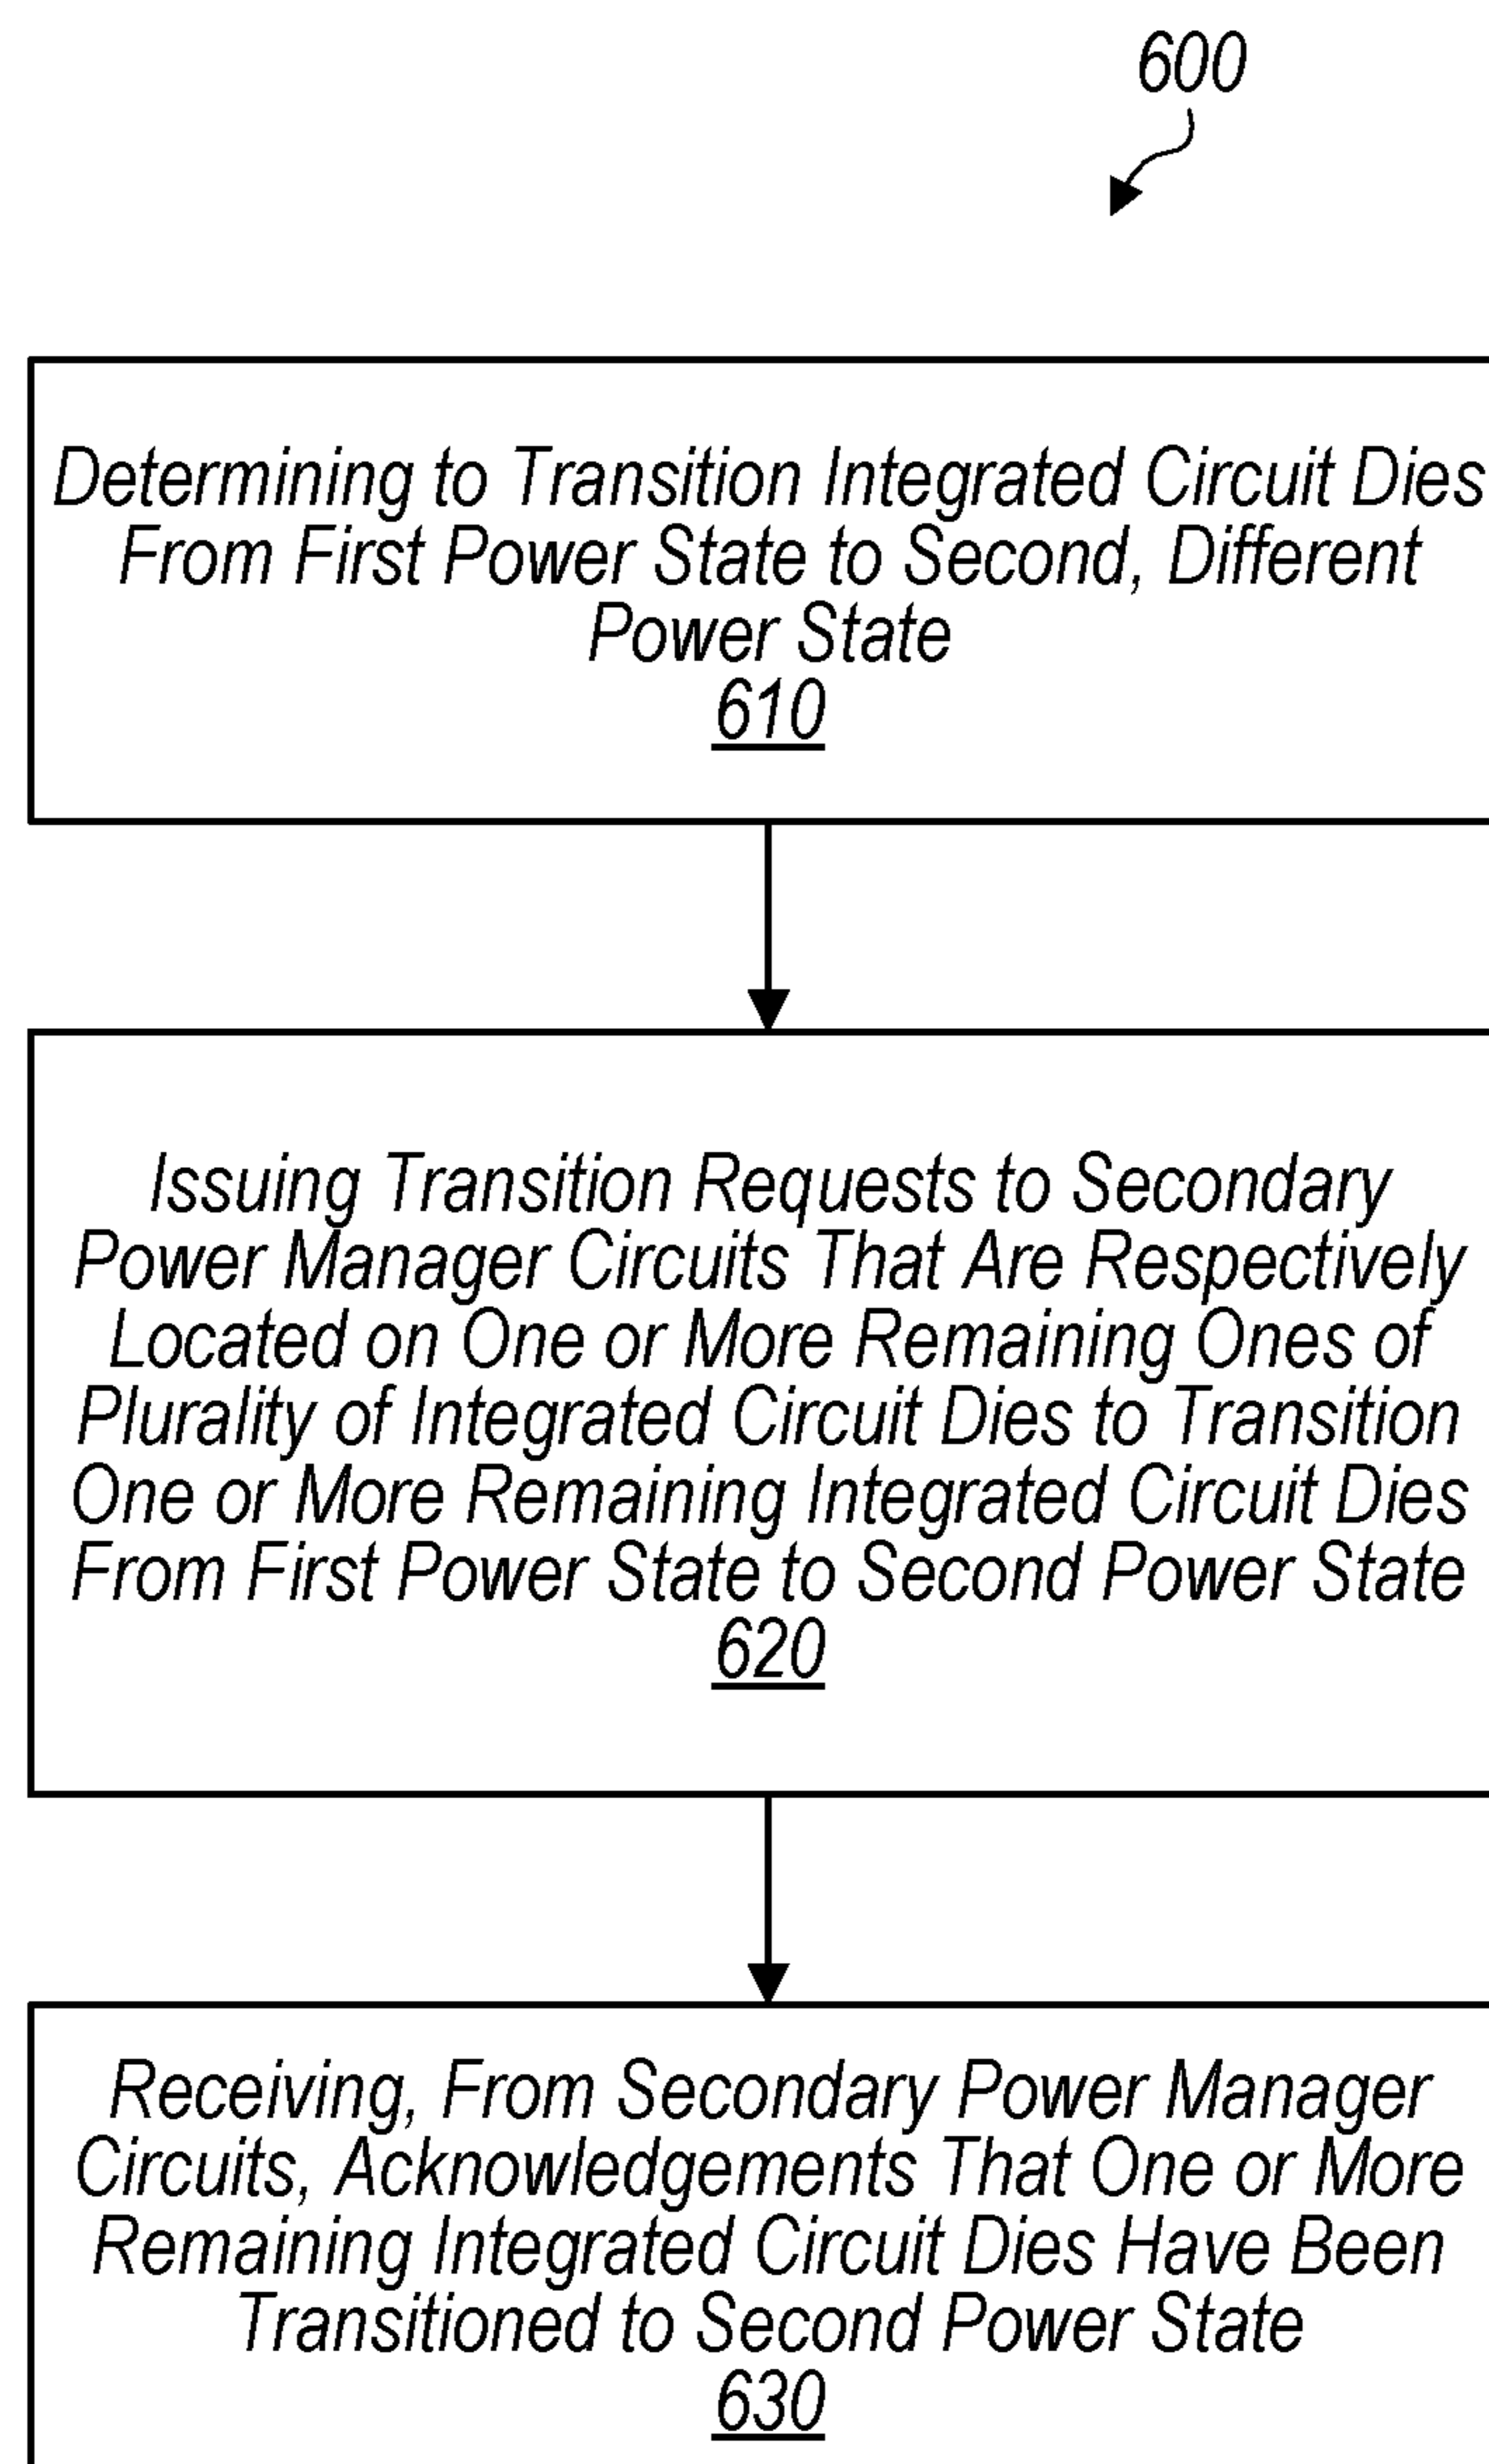 600
Determining to Transition Integrated Circuit Dies
From First Power State to Second, Different
Power State
610
Issuing Transition Requests to Secondary
Power Manager Circuits That Are Respectively
Located on One or More Remaining Ones of
Plurality of Integrated Circuit Dies to Transition
One or More Remaining Integrated Circuit Dies
From First Power State to Second Power State
620
Receiving, From Secondary Power Manager
Circuits, Acknowledgements That One or More
Remaining Integrated Circuit Dies Have Been
Transitioned to Second Power State
630